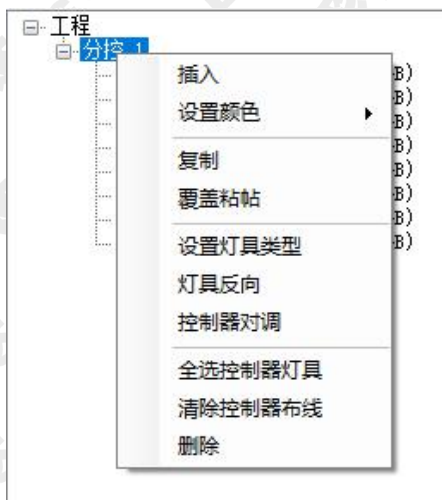 工程
分控_1
插入
设置颜色
复制
覆盖粘帖
设置灯具类型
灯具反向
控制器对调
全选控制器灯具
清除控制器布线
删除
B)
B)
B)
B)
B)
B)
B)
B)